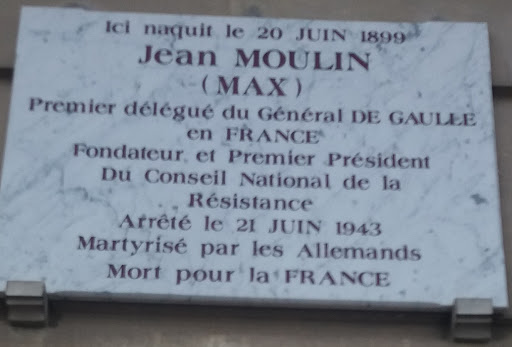 Ici naquit le 20 JUIN 1899
Jean MOULIN
(MAX)
Premier délégué du Général DE GAULLE
en FRANCE
Fondateur et Premier Président
Du Conseil National de la
Résistance
Arrêté le 21 JUIN 1943
Martyrisé par les Allemands
Mort pour la FRANCE